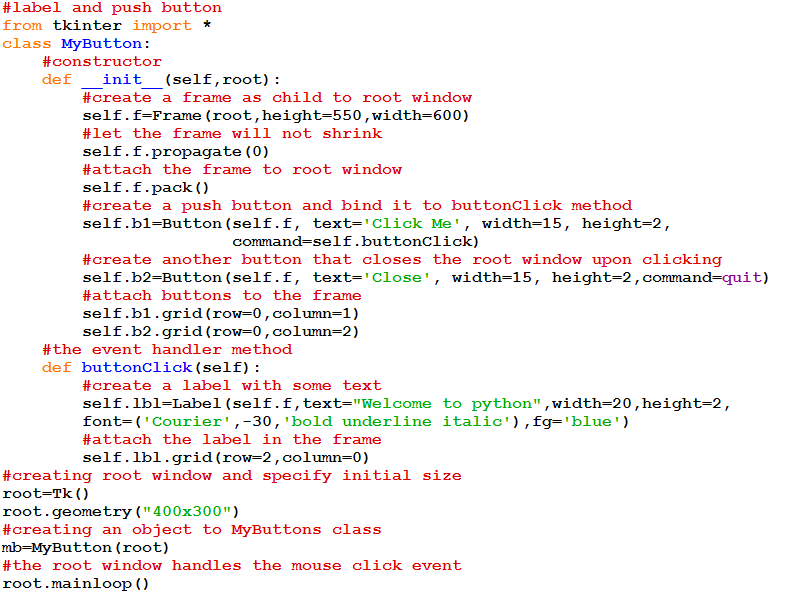 #label and push button
from tkinter import *
class MyButton:
    #constructor
    def __init__(self,root):
        #create a frame as child to root window
        self.f=Frame(root,height=550,width=600)
        #let the frame will not shrink
        self.f.propagate(0)
        #attach the frame to root window
        self.f.pack()
        #create a push button and bind it to buttonClick method
        self.b1=Button(self.f, text='Click Me', width=15, height=2,
                       command=self.buttonClick)
        #create another button that closes the root window upon clicking
        self.b2=Button(self.f, text='Close', width=15, height=2,command=quit)
        #attach buttons to the frame
        self.b1.grid(row=0,column=1)
        self.b2.grid(row=0,column=2)
    #the event handler method
    def buttonClick(self):
        #create a label with some text
        self.lbl=Label(self.f,text="Welcome to python",width=20,height=2,
        font=('Courier',-30,'bold underline italic'),fg='blue')
        #attach the label in the frame
        self.lbl.grid(row=2,column=0)
#creating root window and specify initial size
root=Tk()
root.geometry("400x300")
#creating an object to MyButtons class
mb=MyButton(root)
#the root window handles the mouse click event
root.mainloop()